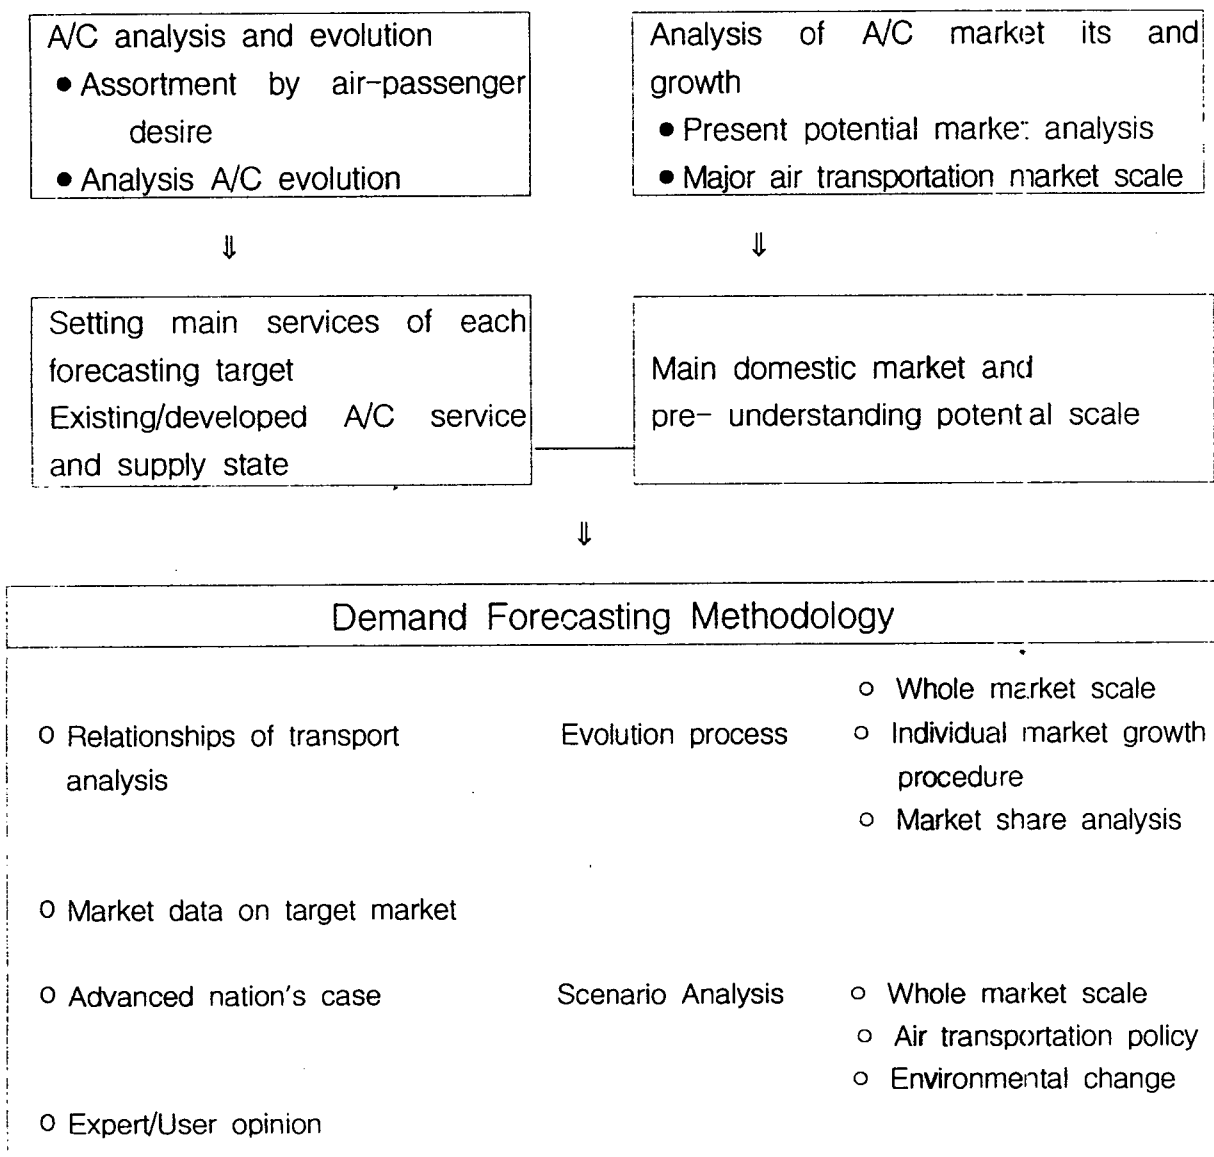 A/C analysis and evolution
● Assortment by air-passenger
desire
● Analysis A/C evolution
Analysis of A/C market its and
growth
● Present potential market analysis
● Major air transportation market scale
⇓
⇓
Setting main services of each
forecasting target
Existing/developed A/C service
and supply state
Main domestic market and
pre- understanding potential scale
⇓
Demand Forecasting Methodology
o Relationships of transport
analysis
Evolution process
o Whole market scale
o Individual market growth
procedure
o Market share analysis
o Market data on target market
o Advanced nation's case
Scenario Analysis
o Whole market scale
o Air transportation policy
o Environmental change
o Expert/User opinion